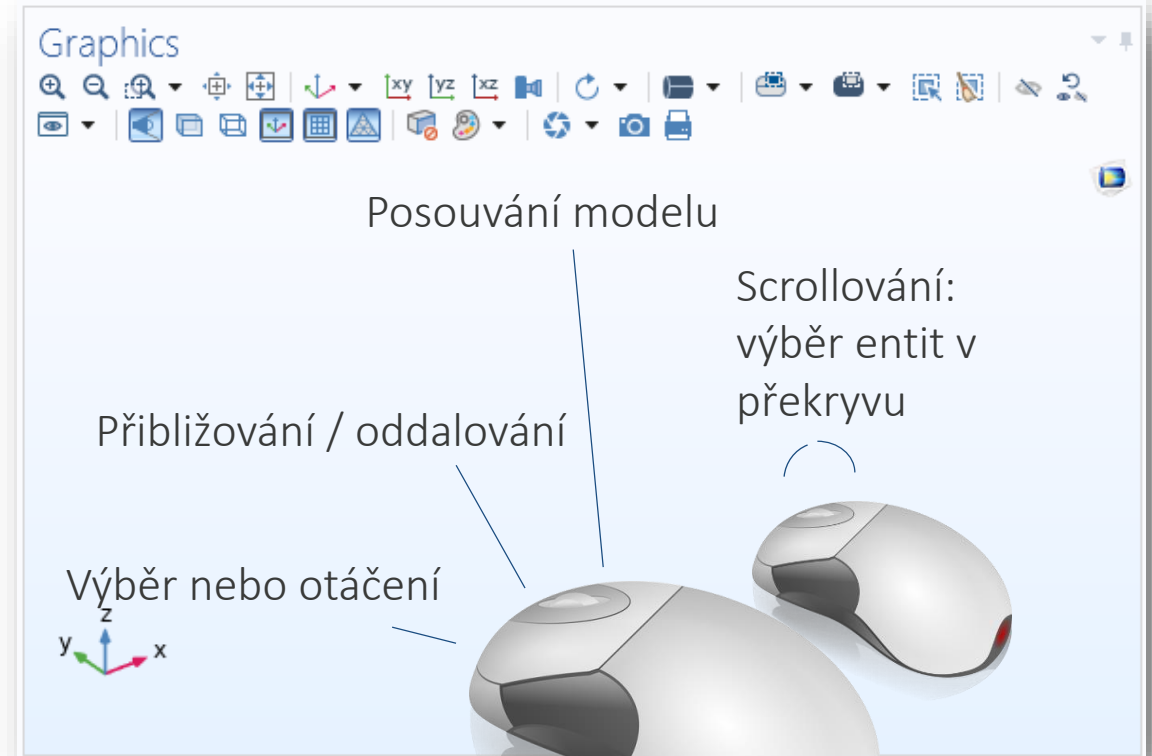 Graphics
xy yz xz
Posouvání modelu
Scrollování:
výběr entit v
překryvu
Přibližování / oddalování
Výběr nebo otáčení
z
y x